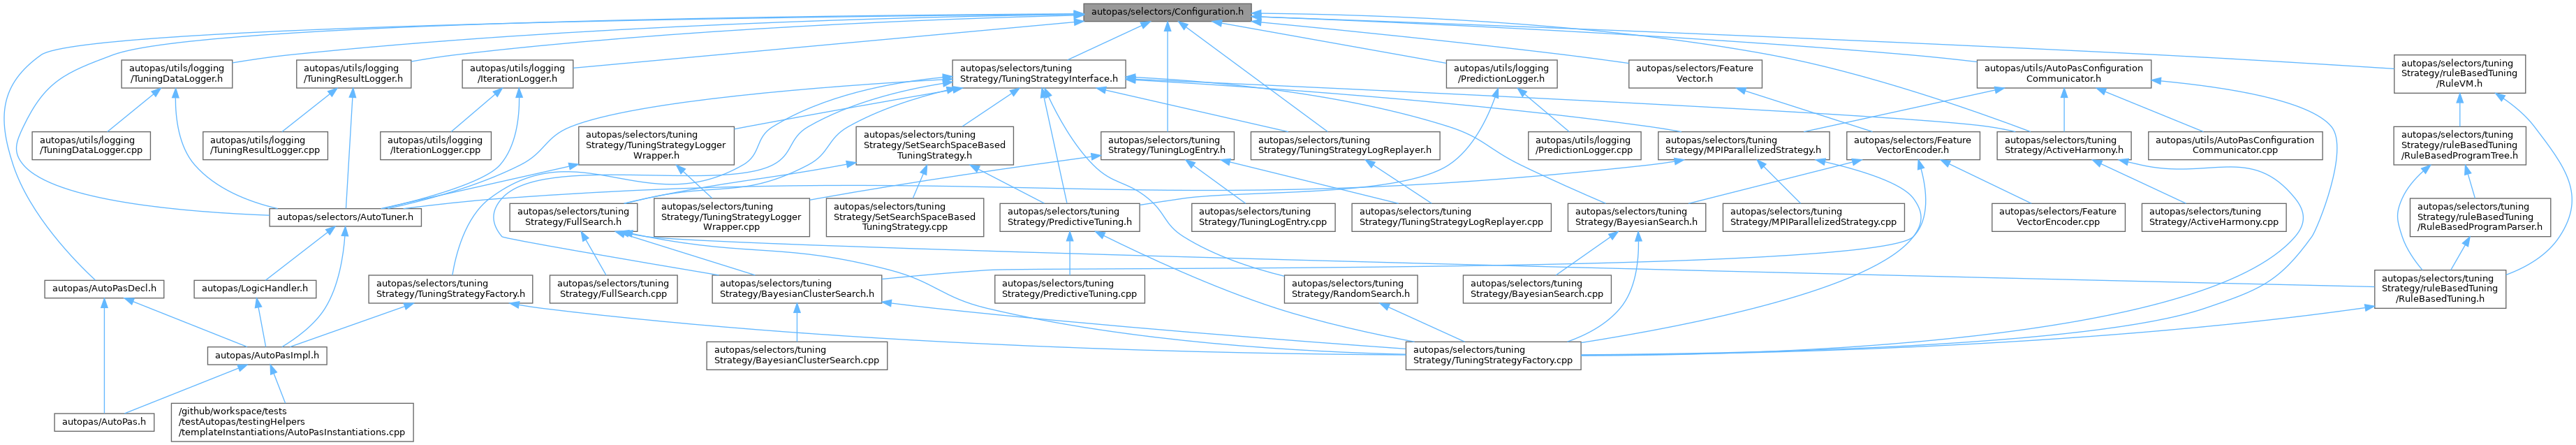 autopas/selectors/Configuration.h
autopas/utils/logging
/TuningDataLogger.h
autopas/utils/logging
/TuningResultLogger.h
autopas/utils/logging
/IterationLogger.h
autopas/selectors/tuning
Strategy/TuningStrategyInterface.h
autopas/utils/logging
/PredictionLogger.h
autopas/selectors/Feature
Vector.h
autopas/utils/AutoPasConfiguration
Communicator.h
autopas/selectors/tuning
Strategy/ruleBasedTuning
/RuleVM.h
autopas/utils/logging
/TuningDataLogger.cpp
autopas/utils/logging
/TuningResultLogger.cpp
autopas/utils/logging
/IterationLogger.cpp
autopas/selectors/tuning
Strategy/TuningStrategyLogger
Wrapper.h
autopas/selectors/tuning
Strategy/SetSearchSpaceBased
TuningStrategy.h
autopas/selectors/tuning
Strategy/TuningLogEntry.h
autopas/selectors/tuning
Strategy/TuningStrategyLogReplayer.h
autopas/utils/logging
/PredictionLogger.cpp
autopas/selectors/tuning
Strategy/MPIParallelizedStrategy.h
autopas/selectors/Feature
VectorEncoder.h
autopas/selectors/tuning
Strategy/ActiveHarmony.h
autopas/utils/AutoPasConfiguration
Communicator.cpp
autopas/selectors/tuning
Strategy/ruleBasedTuning
/RuleBasedProgramTree.h
autopas/selectors/AutoTuner.h
autopas/selectors/tuning
Strategy/FullSearch.h
autopas/selectors/tuning
Strategy/TuningStrategyLogger
Wrapper.cpp
autopas/selectors/tuning
Strategy/SetSearchSpaceBased
TuningStrategy.cpp
autopas/selectors/tuning
Strategy/PredictiveTuning.h
autopas/selectors/tuning
Strategy/TuningLogEntry.cpp
autopas/selectors/tuning
Strategy/TuningStrategyLogReplayer.cpp
autopas/selectors/tuning
Strategy/BayesianSearch.h
autopas/selectors/tuning
Strategy/MPIParallelizedStrategy.cpp
autopas/selectors/Feature
VectorEncoder.cpp
autopas/selectors/tuning
Strategy/ActiveHarmony.cpp
autopas/selectors/tuning
Strategy/ruleBasedTuning
/RuleBasedProgramParser.h
autopas/AutoPasDecl.h
autopas/LogicHandler.h
autopas/selectors/tuning
Strategy/TuningStrategyFactory.h
autopas/selectors/tuning
Strategy/FullSearch.cpp
autopas/selectors/tuning
Strategy/BayesianClusterSearch.h
autopas/selectors/tuning
Strategy/PredictiveTuning.cpp
autopas/selectors/tuning
Strategy/RandomSearch.h
autopas/selectors/tuning
Strategy/BayesianSearch.cpp
autopas/selectors/tuning
Strategy/ruleBasedTuning
/RuleBasedTuning.h
autopas/AutoPasImpl.h
autopas/selectors/tuning
Strategy/BayesianClusterSearch.cpp
autopas/selectors/tuning
Strategy/TuningStrategyFactory.cpp
autopas/AutoPas.h
/github/workspace/tests
/testAutopas/testingHelpers
/templateInstantiations/AutoPasInstantiations.cpp